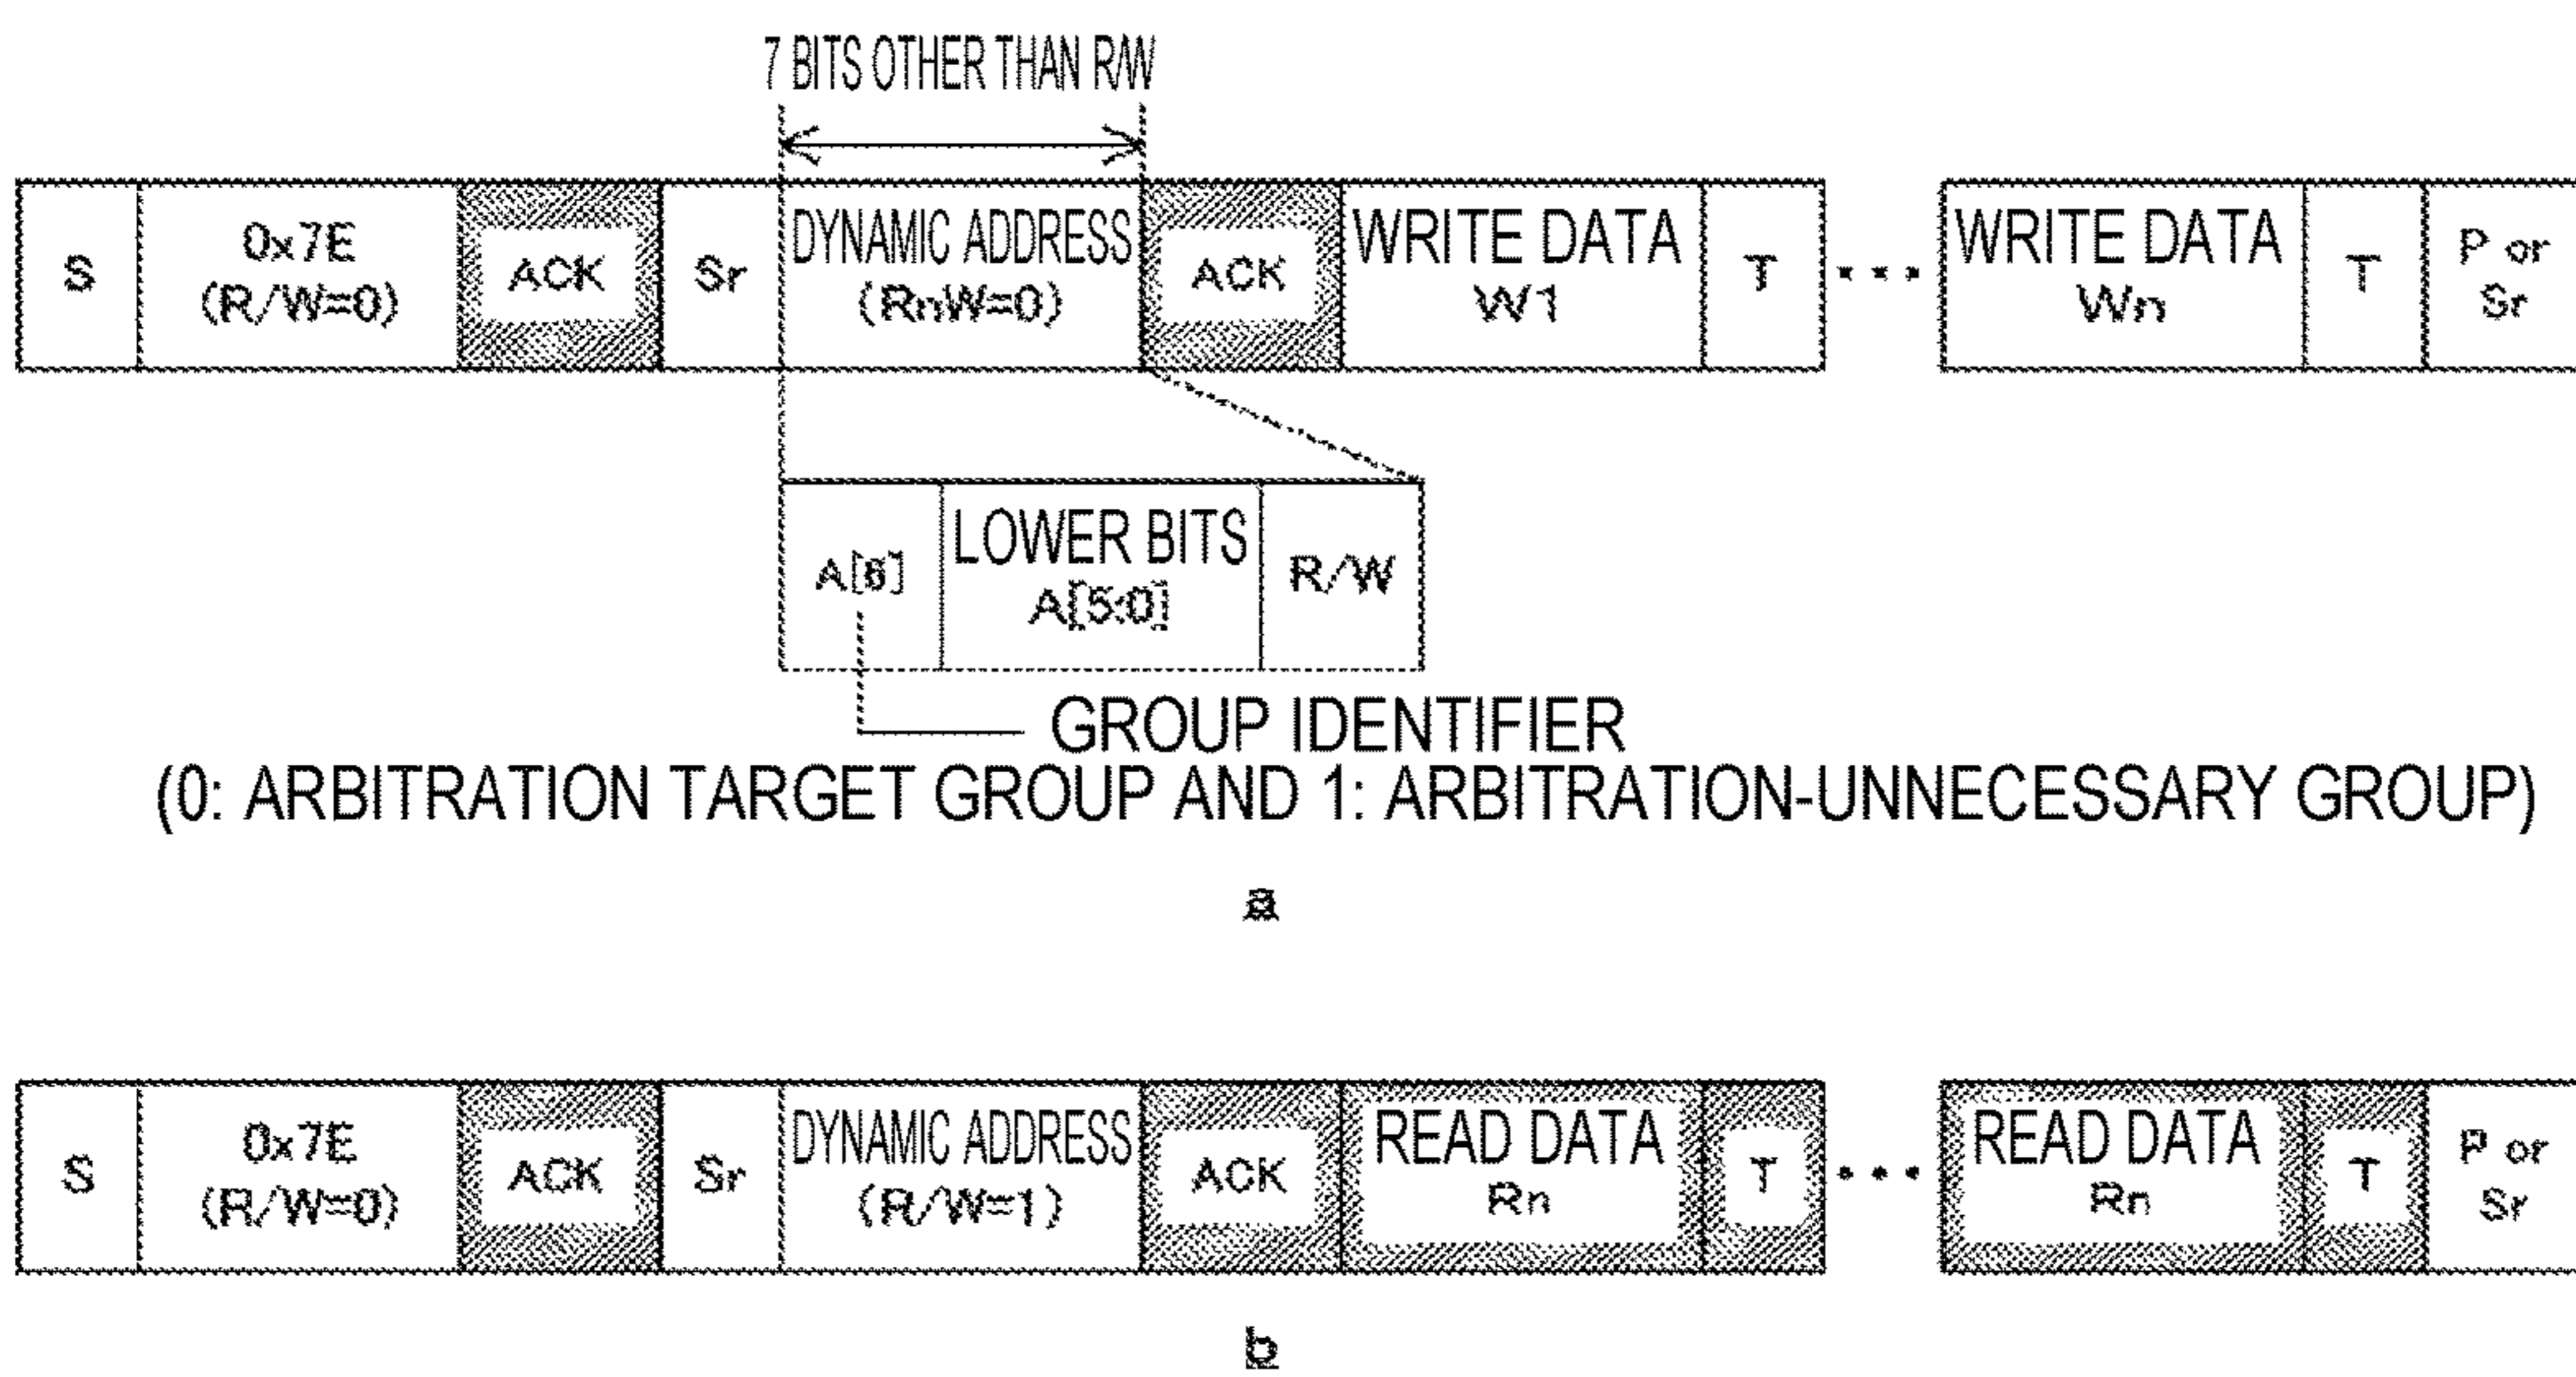 7 BITS OTHER THAN R/W
S
0x7E
(R/W=0)
ACK
Sr
DYNAMIC ADDRESS
(RnW=0)
ACK
WRITE DATA
W1
T
...
WRITE DATA
Wn
T
P or
Sr
A[6]
LOWER BITS
A[5:0]
R/W
GROUP IDENTIFIER
(0: ARBITRATION TARGET GROUP AND 1: ARBITRATION-UNNECESSARY GROUP)
a
S
0x7E
(R/W=0)
ACK
Sr
DYNAMIC ADDRESS
(R/W=1)
ACK
READ DATA
Rn
T
...
READ DATA
Rn
T
P or
Sr
b